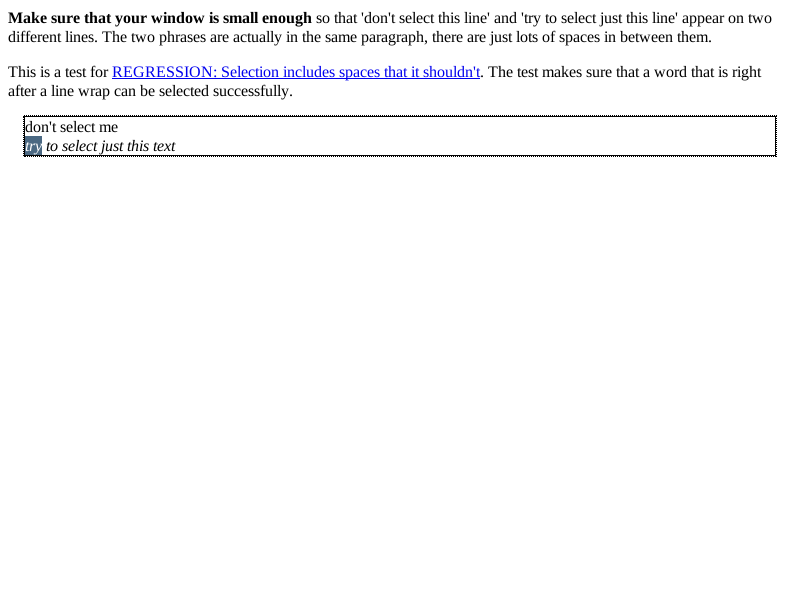 Make sure that your window is small enough so that 'don't select this line' and 'try to select just this line' appear on two
different lines. The two phrases are actually in the same paragraph, there are just lots of spaces in between them.
This is a test for REGRESSION: Selection includes spaces that it shouldn't. The test makes sure that a word that is right
after a line wrap can be selected successfully.
don't select me
try to select just this text